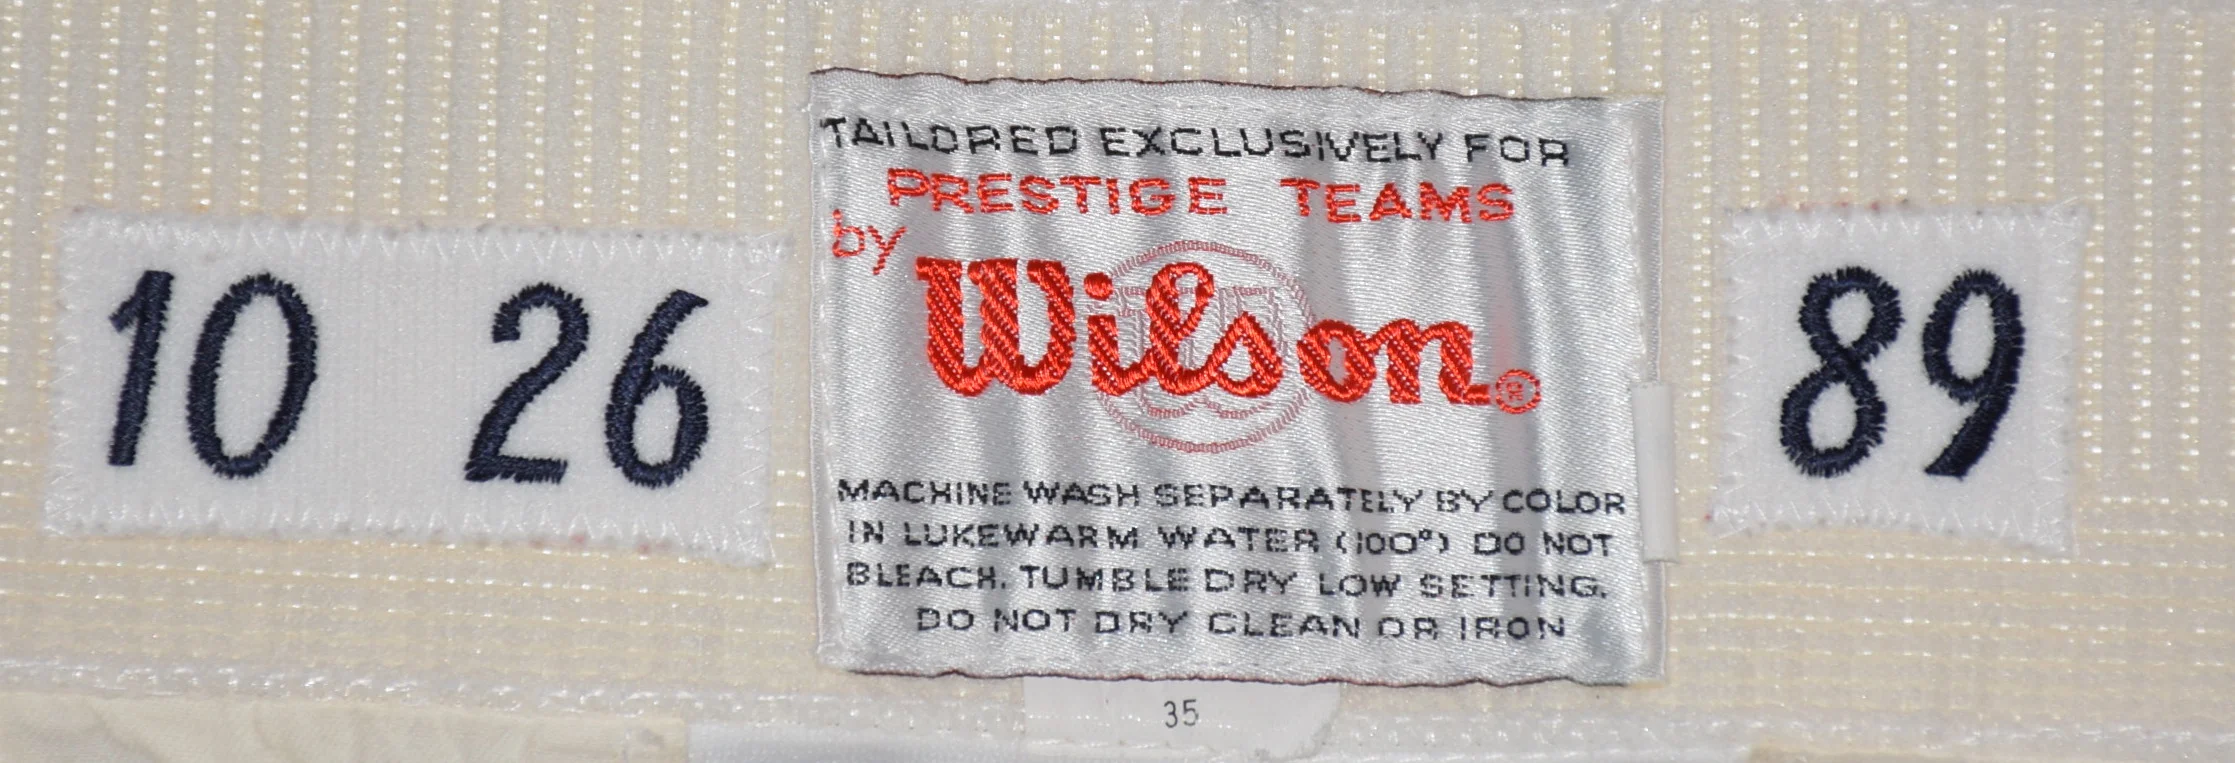 TAILORED EXCLUSIVELY FOR
PRESTIGE TEAMS
by
Wilson®
10 26
89
MACHINE WASH SEPARATELY BY COLOR
IN LUKEWARM WATER (100°) DO NOT
BLEACH. TUMBLE DRY LOW SETTING.
DO NOT DRY CLEAN OR IRON
35